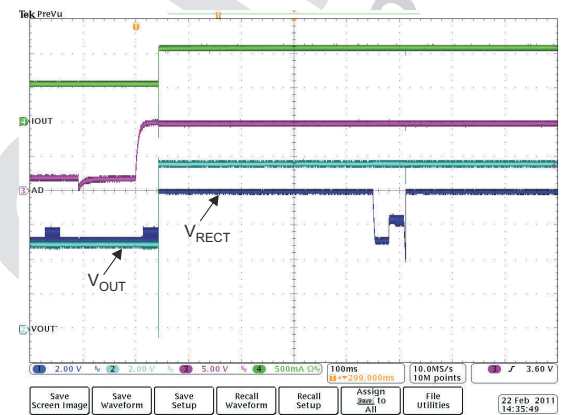 Tek PreVu
IOUT
AD
VRECT
VOUT
VOUT
1 2.00 V 2 2.00 V 3 5.00 V 4 500mA Ω
100ms
299.000ms
10.0MS/s
10M points
3 3.60 V
Save Screen Image
Save Waveform
Save Setup
Recall Waveform
Recall Setup
Assign Save to All
File Utilities
22 Feb 2011
14:35:49